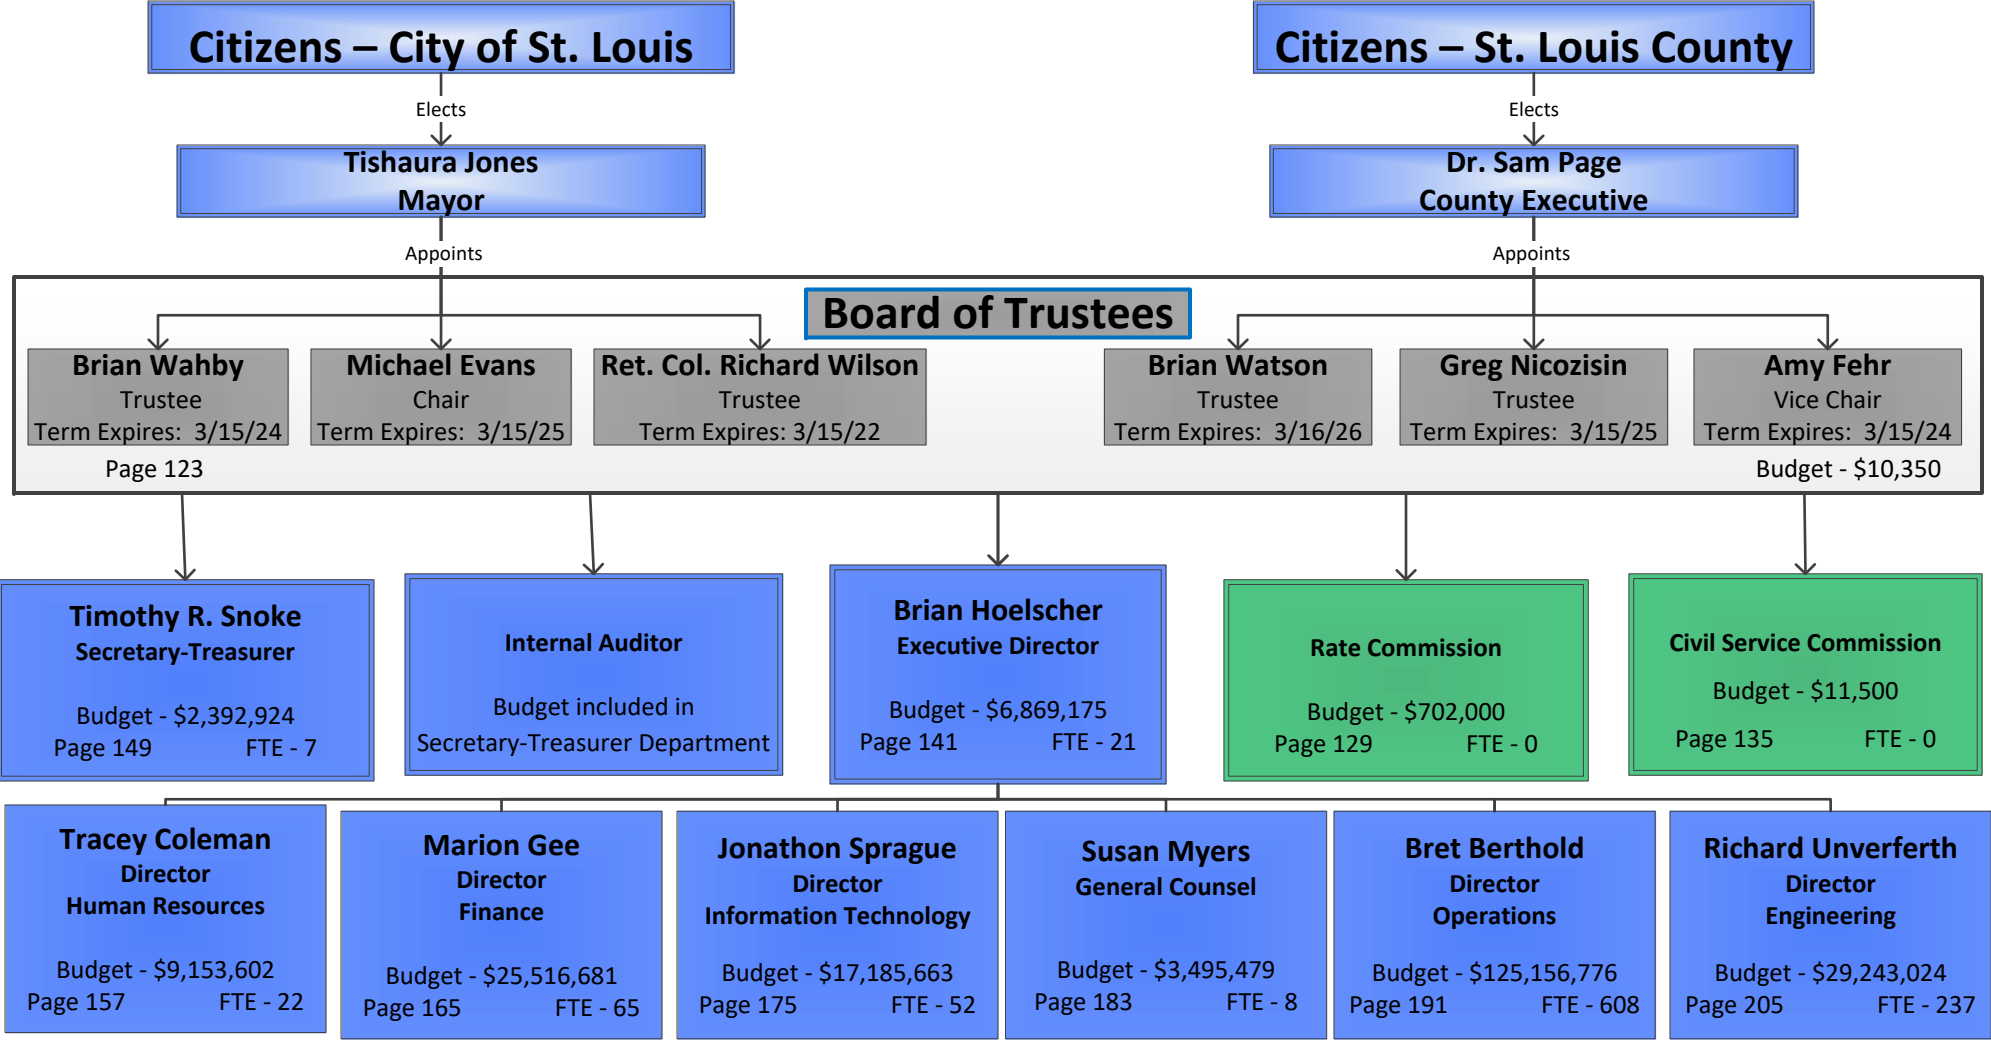 Citizens – City of St. Louis
Citizens – St. Louis County
Elects
Elects
Tishaura Jones
Mayor
Dr. Sam Page
County Executive
Appoints
Appoints
Board of Trustees
Brian Wahby
Trustee
Term Expires: 3/15/24
Michael Evans
Chair
Term Expires: 3/15/25
Ret. Col. Richard Wilson
Trustee
Term Expires: 3/15/22
Brian Watson
Trustee
Term Expires: 3/16/26
Greg Nicozisin
Trustee
Term Expires: 3/15/25
Amy Fehr
Vice Chair
Term Expires: 3/15/24
Page 123
Budget - $10,350
Timothy R. Snoke
Secretary-Treasurer
Budget - $2,392,924
Page 149 FTE - 7
Internal Auditor
Budget included in
Secretary-Treasurer Department
Brian Hoelscher
Executive Director
Budget - $6,869,175
Page 141 FTE - 21
Rate Commission
Budget - $702,000
Page 129 FTE - 0
Civil Service Commission
Budget - $11,500
Page 135 FTE - 0
Tracey Coleman
Director
Human Resources
Budget - $9,153,602
Page 157 FTE - 22
Marion Gee
Director
Finance
Budget - $25,516,681
Page 165 FTE - 65
Jonathon Sprague
Director
Information Technology
Budget - $17,185,663
Page 175 FTE - 52
Susan Myers
General Counsel
Budget - $3,495,479
Page 183 FTE - 8
Bret Berthold
Director
Operations
Budget - $125,156,776
Page 191 FTE - 608
Richard Unverferth
Director
Engineering
Budget - $29,243,024
Page 205 FTE - 237